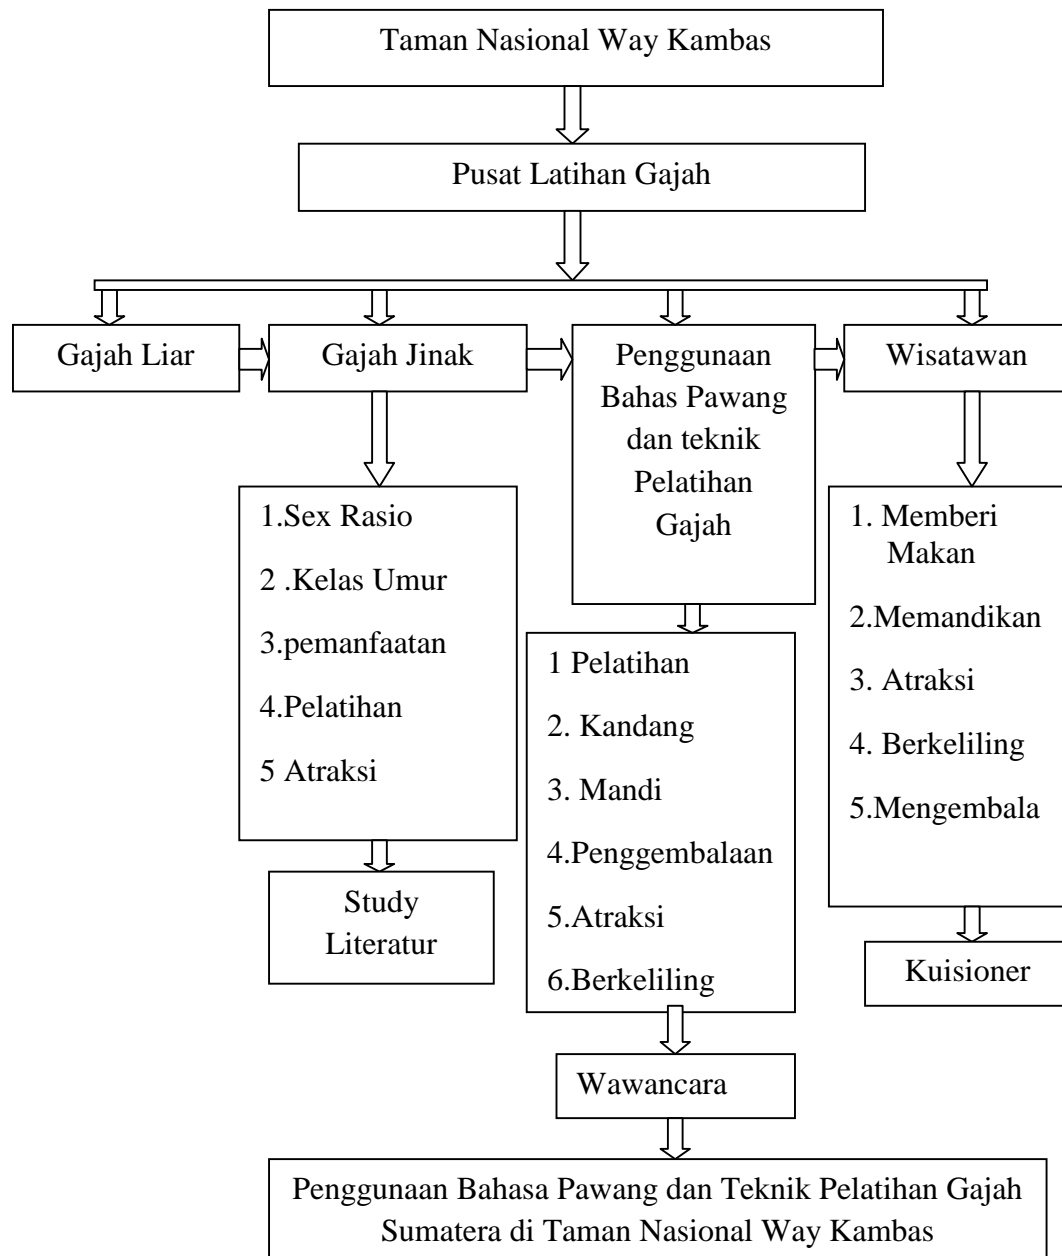 Taman Nasional Way Kambas
Pusat Latihan Gajah
Gajah Liar
Gajah Jinak
Penggunaan
Bahas Pawang
dan teknik
Pelatihan
Gajah
Wisatawan
1.Sex Rasio
2 .Kelas Umur
3.pemanfaatan
4.Pelatihan
5 Atraksi
1 Pelatihan
2. Kandang
3. Mandi
4.Penggembalaan
5.Atraksi
6.Berkeliling
1. Memberi
Makan
2.Memandikan
3. Atraksi
4. Berkeliling
5.Mengembala
Study
Literatur
Kuisioner
Wawancara
Penggunaan Bahasa Pawang dan Teknik Pelatihan Gajah
Sumatera di Taman Nasional Way Kambas